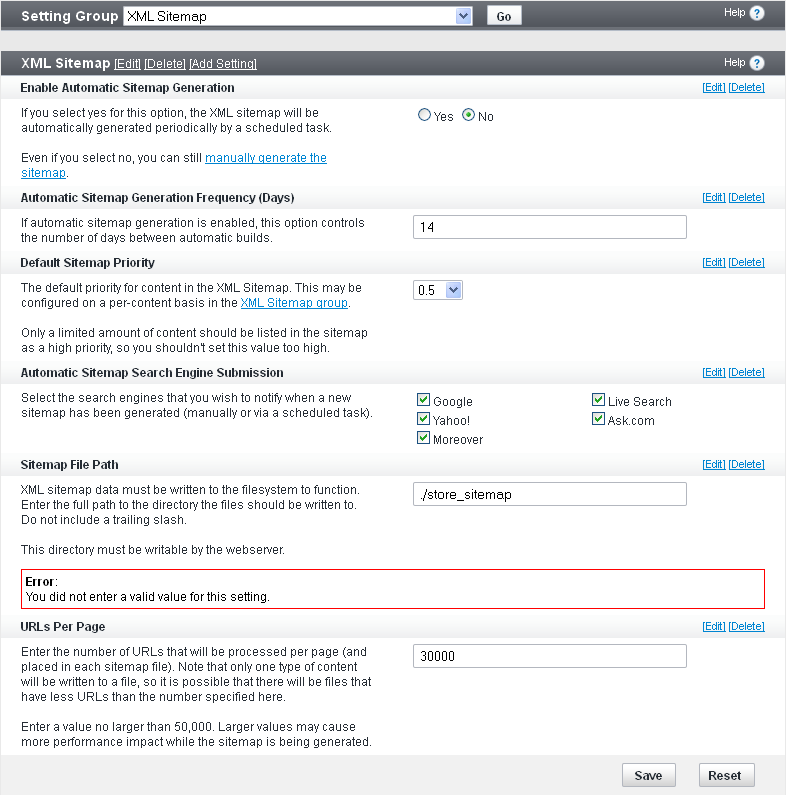 Setting Group XML Sitemap Go Help ?
XML Sitemap [Edit] [Delete] [Add Setting] Help ?
Enable Automatic Sitemap Generation [Edit] [Delete]
If you select yes for this option, the XML sitemap will be
automatically generated periodically by a scheduled task.
Yes No
Even if you select no, you can still manually generate the
sitemap.
Automatic Sitemap Generation Frequency (Days) [Edit] [Delete]
If automatic sitemap generation is enabled, this option controls
the number of days between automatic builds.
14
Default Sitemap Priority [Edit] [Delete]
The default priority for content in the XML Sitemap. This may be
configured on a per-content basis in the XML Sitemap group.
0.5
Only a limited amount of content should be listed in the sitemap
as a high priority, so you shouldn't set this value too high.
Automatic Sitemap Search Engine Submission [Edit] [Delete]
Select the search engines that you wish to notify when a new
sitemap has been generated (manually or via a scheduled task).
Google Live Search
Yahoo! Ask.com
Moreover
Sitemap File Path [Edit] [Delete]
XML sitemap data must be written to the filesystem to function.
Enter the full path to the directory the files should be written to.
Do not include a trailing slash.
./store_sitemap
This directory must be writable by the webserver.
Error:
You did not enter a valid value for this setting.
URLs Per Page [Edit] [Delete]
Enter the number of URLs that will be processed per page (and
placed in each sitemap file). Note that only one type of content
will be written to a file, so it is possible that there will be files that
have less URLs than the number specified here.
30000
Enter a value no larger than 50,000. Larger values may cause
more performance impact while the sitemap is being generated.
Save Reset